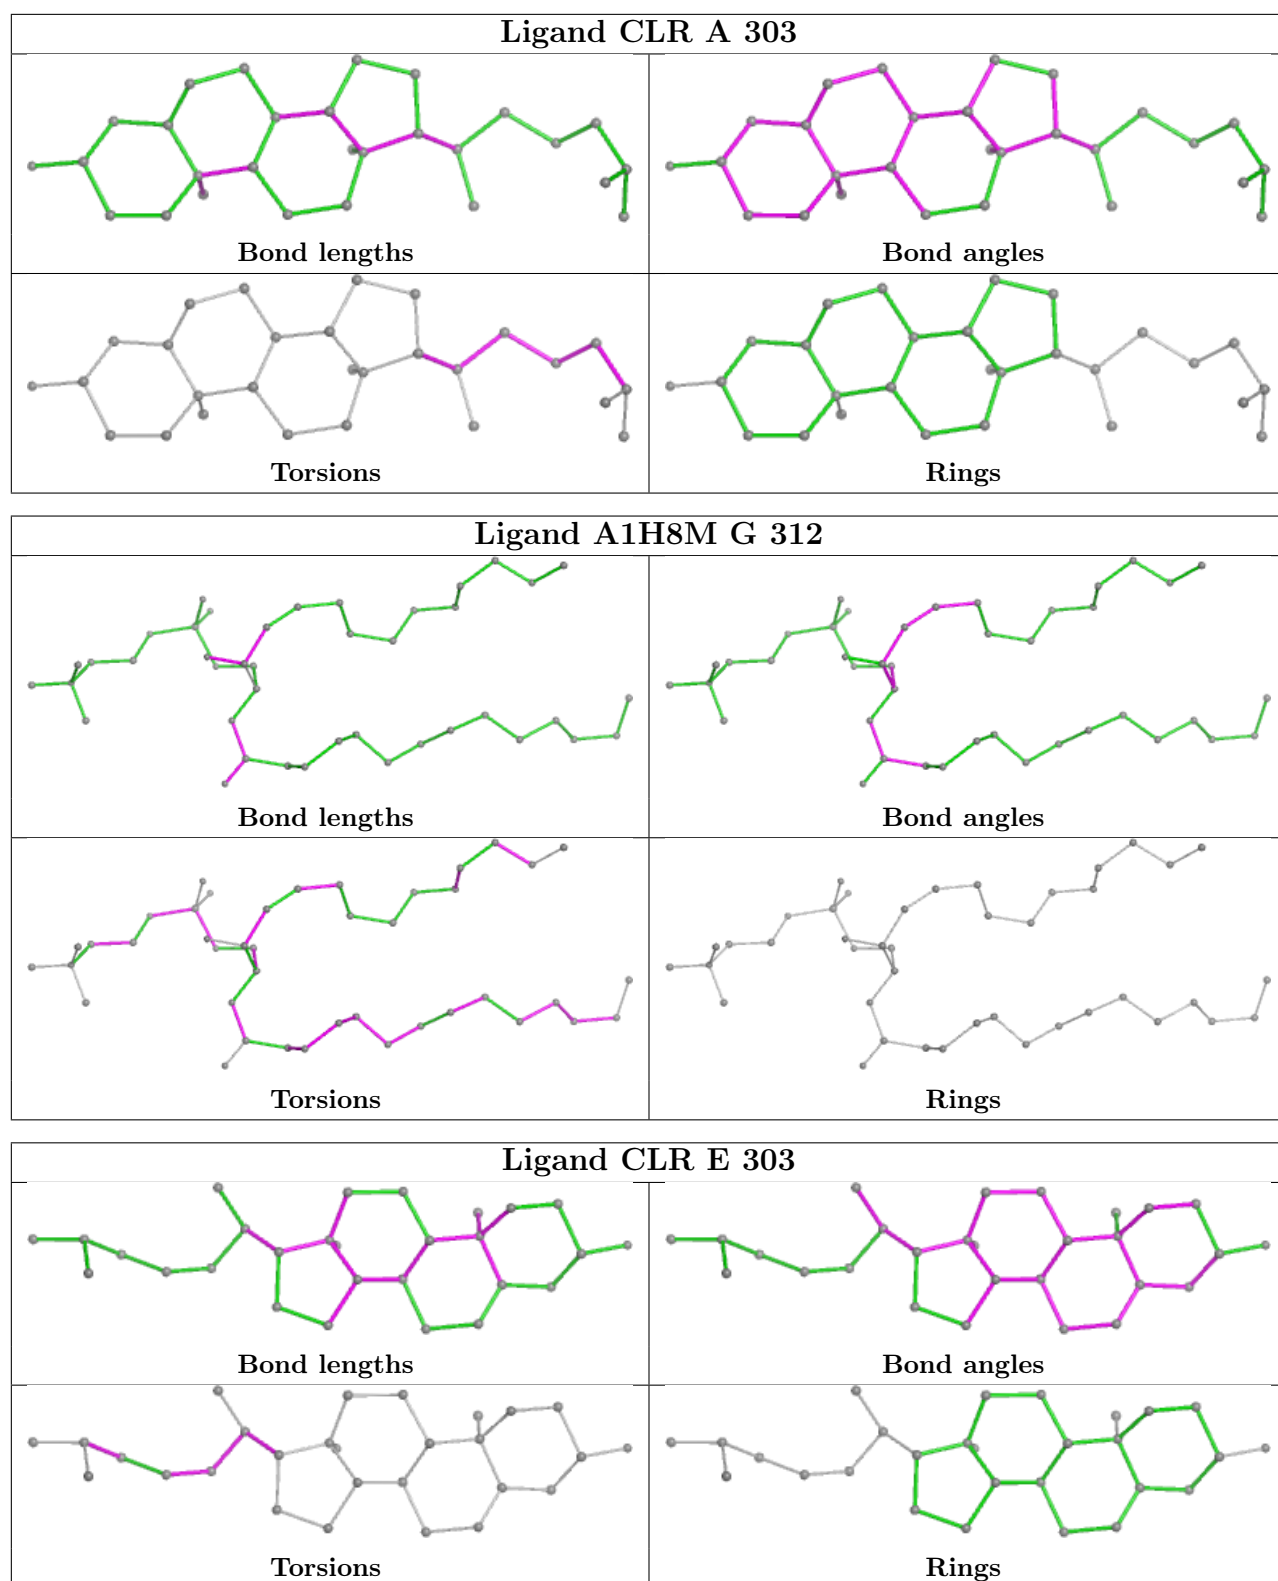 Ligand CLR A 303
Bond lengths
Bond angles
Torsions
Rings
Ligand A1H8M G 312
Bond lengths
Bond angles
Torsions
Rings
Ligand CLR E 303
Bond lengths
Bond angles
Torsions
Rings